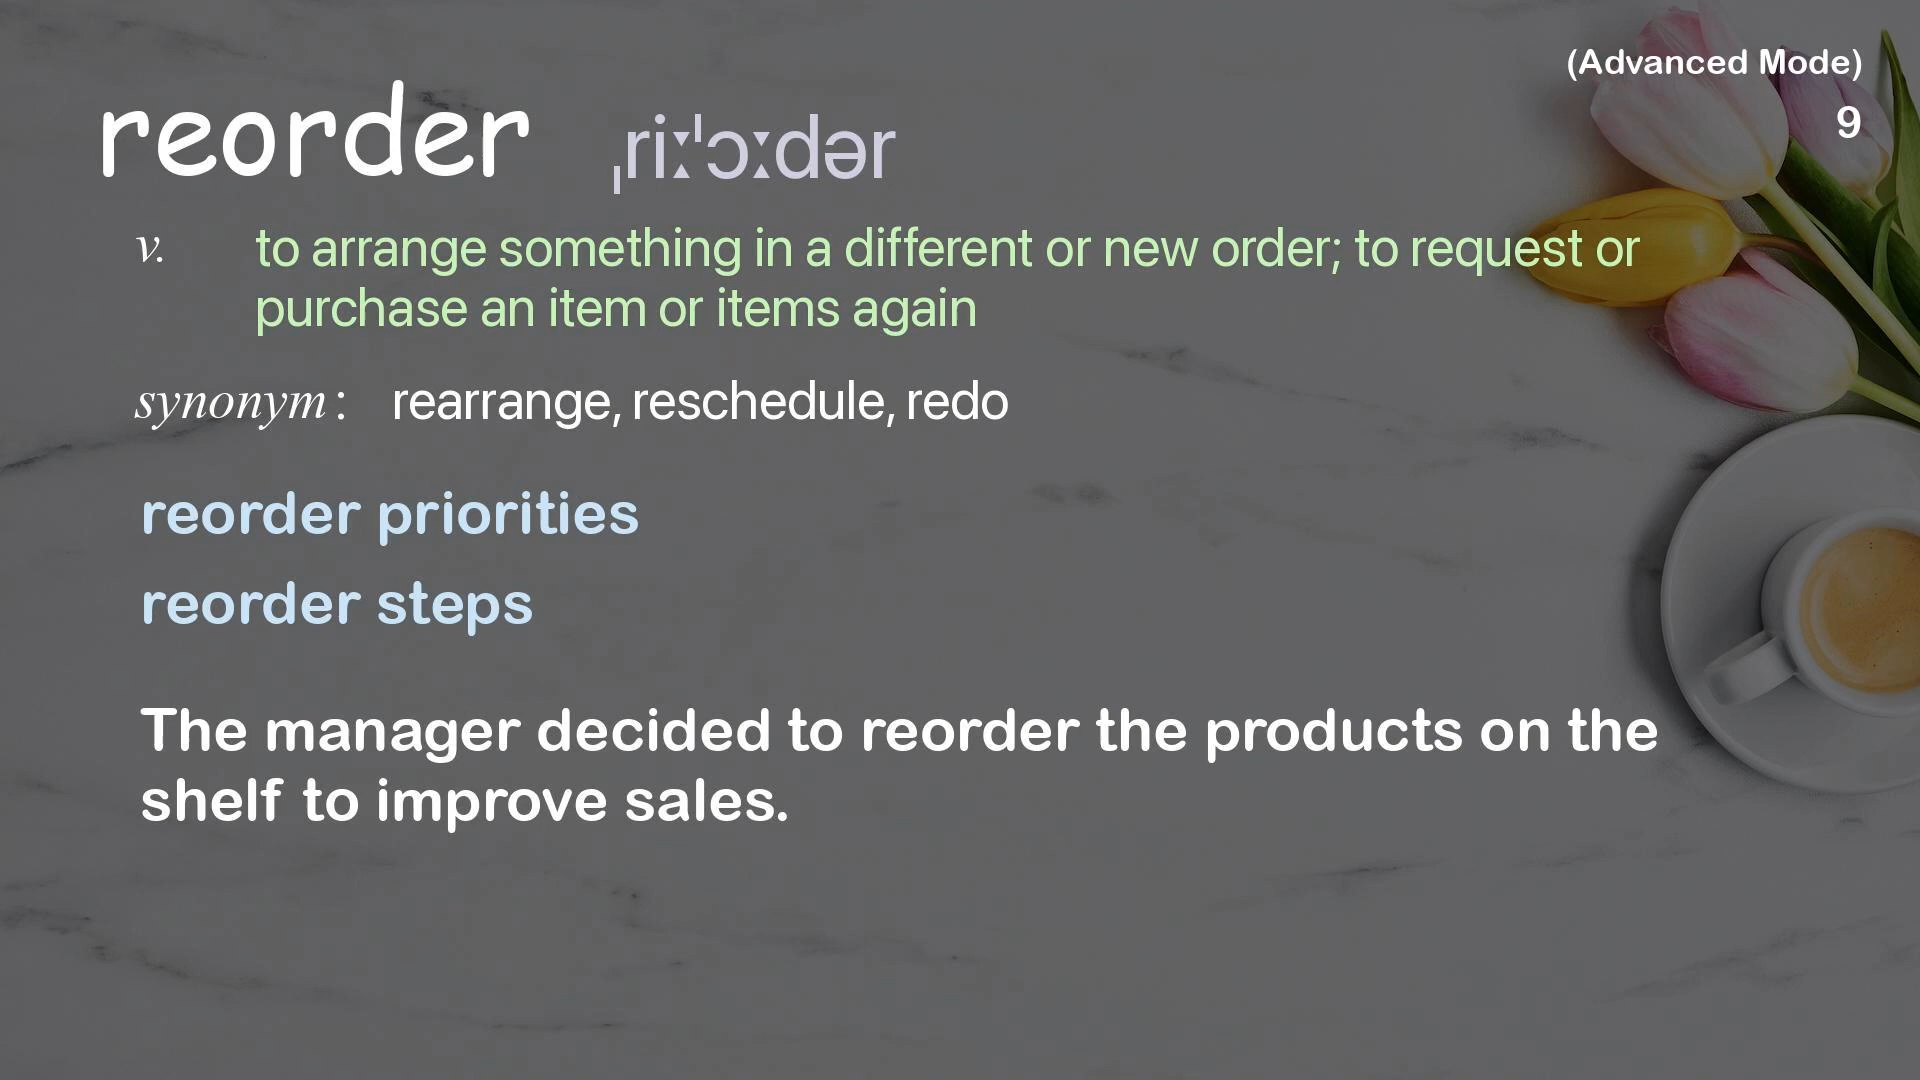 (Advanced Mode)
9
reorder ˌriːˈɔːdər
v. to arrange something in a different or new order; to request or
purchase an item or items again
synonym : rearrange, reschedule, redo
reorder priorities
reorder steps
The manager decided to reorder the products on the
shelf to improve sales.